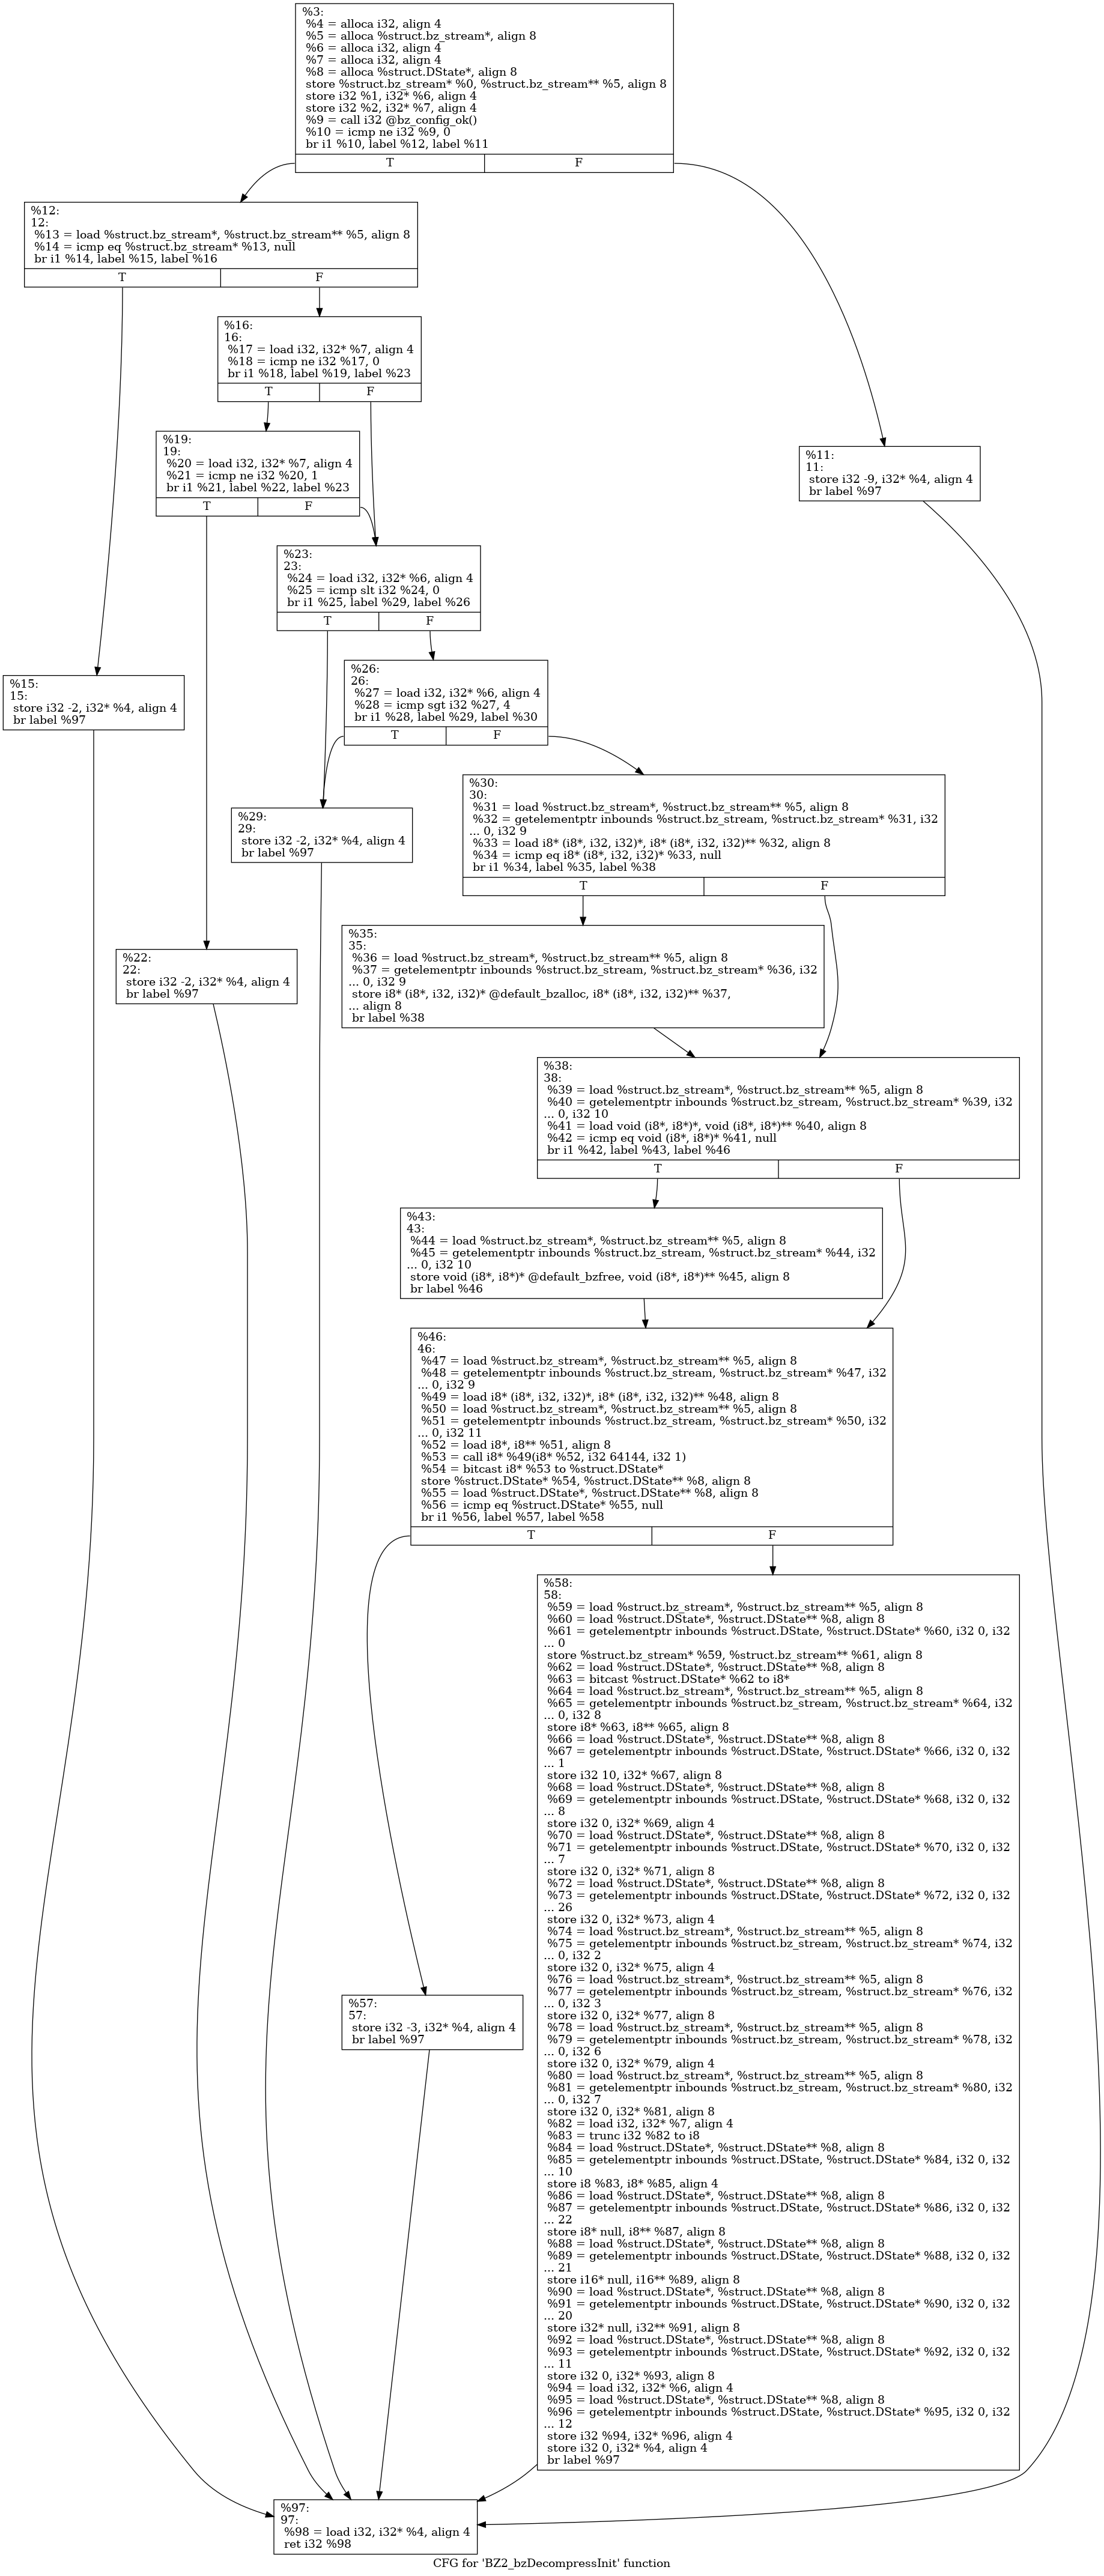 %3:
%4 = alloca i32, align 4
%5 = alloca %struct.bz_stream*, align 8
%6 = alloca i32, align 4
%7 = alloca i32, align 4
%8 = alloca %struct.DState*, align 8
store %struct.bz_stream* %0, %struct.bz_stream** %5, align 8
store i32 %1, i32* %6, align 4
store i32 %2, i32* %7, align 4
%9 = call i32 @bz_config_ok()
%10 = icmp ne i32 %9, 0
br i1 %10, label %12, label %11
T F
%12:
12:
%13 = load %struct.bz_stream*, %struct.bz_stream** %5, align 8
%14 = icmp eq %struct.bz_stream* %13, null
br i1 %14, label %15, label %16
T F
%16:
16:
%17 = load i32, i32* %7, align 4
%18 = icmp ne i32 %17, 0
br i1 %18, label %19, label %23
T F
%19:
19:
%20 = load i32, i32* %7, align 4
%21 = icmp ne i32 %20, 1
br i1 %21, label %22, label %23
T F
%11:
11:
store i32 -9, i32* %4, align 4
br label %97
%23:
23:
%24 = load i32, i32* %6, align 4
%25 = icmp slt i32 %24, 0
br i1 %25, label %29, label %26
T F
%26:
26:
%27 = load i32, i32* %6, align 4
%28 = icmp sgt i32 %27, 4
br i1 %28, label %29, label %30
T F
%15:
15:
store i32 -2, i32* %4, align 4
br label %97
%30:
30:
%31 = load %struct.bz_stream*, %struct.bz_stream** %5, align 8
%32 = getelementptr inbounds %struct.bz_stream, %struct.bz_stream* %31, i32
... 0, i32 9
%33 = load i8* (i8*, i32, i32)*, i8* (i8*, i32, i32)** %32, align 8
%34 = icmp eq i8* (i8*, i32, i32)* %33, null
br i1 %34, label %35, label %38
T F
%29:
29:
store i32 -2, i32* %4, align 4
br label %97
%35:
35:
%36 = load %struct.bz_stream*, %struct.bz_stream** %5, align 8
%37 = getelementptr inbounds %struct.bz_stream, %struct.bz_stream* %36, i32
... 0, i32 9
store i8* (i8*, i32, i32)* @default_bzalloc, i8* (i8*, i32, i32)** %37,
... align 8
br label %38
%22:
22:
store i32 -2, i32* %4, align 4
br label %97
%38:
38:
%39 = load %struct.bz_stream*, %struct.bz_stream** %5, align 8
%40 = getelementptr inbounds %struct.bz_stream, %struct.bz_stream* %39, i32
... 0, i32 10
%41 = load void (i8*, i8*)*, void (i8*, i8*)** %40, align 8
%42 = icmp eq void (i8*, i8*)* %41, null
br i1 %42, label %43, label %46
T F
%43:
43:
%44 = load %struct.bz_stream*, %struct.bz_stream** %5, align 8
%45 = getelementptr inbounds %struct.bz_stream, %struct.bz_stream* %44, i32
... 0, i32 10
store void (i8*, i8*)* @default_bzfree, void (i8*, i8*)** %45, align 8
br label %46
%46:
46:
%47 = load %struct.bz_stream*, %struct.bz_stream** %5, align 8
%48 = getelementptr inbounds %struct.bz_stream, %struct.bz_stream* %47, i32
... 0, i32 9
%49 = load i8* (i8*, i32, i32)*, i8* (i8*, i32, i32)** %48, align 8
%50 = load %struct.bz_stream*, %struct.bz_stream** %5, align 8
%51 = getelementptr inbounds %struct.bz_stream, %struct.bz_stream* %50, i32
... 0, i32 11
%52 = load i8*, i8** %51, align 8
%53 = call i8* %49(i8* %52, i32 64144, i32 1)
%54 = bitcast i8* %53 to %struct.DState*
store %struct.DState* %54, %struct.DState** %8, align 8
%55 = load %struct.DState*, %struct.DState** %8, align 8
%56 = icmp eq %struct.DState* %55, null
br i1 %56, label %57, label %58
T F
%58:
58:
%59 = load %struct.bz_stream*, %struct.bz_stream** %5, align 8
%60 = load %struct.DState*, %struct.DState** %8, align 8
%61 = getelementptr inbounds %struct.DState, %struct.DState* %60, i32 0, i32
... 0
store %struct.bz_stream* %59, %struct.bz_stream** %61, align 8
%62 = load %struct.DState*, %struct.DState** %8, align 8
%63 = bitcast %struct.DState* %62 to i8*
%64 = load %struct.bz_stream*, %struct.bz_stream** %5, align 8
%65 = getelementptr inbounds %struct.bz_stream, %struct.bz_stream* %64, i32
... 0, i32 8
store i8* %63, i8** %65, align 8
%66 = load %struct.DState*, %struct.DState** %8, align 8
%67 = getelementptr inbounds %struct.DState, %struct.DState* %66, i32 0, i32
... 1
store i32 10, i32* %67, align 8
%68 = load %struct.DState*, %struct.DState** %8, align 8
%69 = getelementptr inbounds %struct.DState, %struct.DState* %68, i32 0, i32
... 8
store i32 0, i32* %69, align 4
%70 = load %struct.DState*, %struct.DState** %8, align 8
%71 = getelementptr inbounds %struct.DState, %struct.DState* %70, i32 0, i32
... 7
store i32 0, i32* %71, align 8
%72 = load %struct.DState*, %struct.DState** %8, align 8
%73 = getelementptr inbounds %struct.DState, %struct.DState* %72, i32 0, i32
... 26
store i32 0, i32* %73, align 4
%74 = load %struct.bz_stream*, %struct.bz_stream** %5, align 8
%75 = getelementptr inbounds %struct.bz_stream, %struct.bz_stream* %74, i32
... 0, i32 2
store i32 0, i32* %75, align 4
%76 = load %struct.bz_stream*, %struct.bz_stream** %5, align 8
%77 = getelementptr inbounds %struct.bz_stream, %struct.bz_stream* %76, i32
... 0, i32 3
store i32 0, i32* %77, align 8
%78 = load %struct.bz_stream*, %struct.bz_stream** %5, align 8
%79 = getelementptr inbounds %struct.bz_stream, %struct.bz_stream* %78, i32
... 0, i32 6
store i32 0, i32* %79, align 4
%80 = load %struct.bz_stream*, %struct.bz_stream** %5, align 8
%81 = getelementptr inbounds %struct.bz_stream, %struct.bz_stream* %80, i32
... 0, i32 7
store i32 0, i32* %81, align 8
%82 = load i32, i32* %7, align 4
%83 = trunc i32 %82 to i8
%84 = load %struct.DState*, %struct.DState** %8, align 8
%85 = getelementptr inbounds %struct.DState, %struct.DState* %84, i32 0, i32
... 10
store i8 %83, i8* %85, align 4
%86 = load %struct.DState*, %struct.DState** %8, align 8
%87 = getelementptr inbounds %struct.DState, %struct.DState* %86, i32 0, i32
... 22
store i8* null, i8** %87, align 8
%88 = load %struct.DState*, %struct.DState** %8, align 8
%89 = getelementptr inbounds %struct.DState, %struct.DState* %88, i32 0, i32
... 21
store i16* null, i16** %89, align 8
%90 = load %struct.DState*, %struct.DState** %8, align 8
%91 = getelementptr inbounds %struct.DState, %struct.DState* %90, i32 0, i32
... 20
store i32* null, i32** %91, align 8
%92 = load %struct.DState*, %struct.DState** %8, align 8
%93 = getelementptr inbounds %struct.DState, %struct.DState* %92, i32 0, i32
... 11
store i32 0, i32* %93, align 8
%94 = load i32, i32* %6, align 4
%95 = load %struct.DState*, %struct.DState** %8, align 8
%96 = getelementptr inbounds %struct.DState, %struct.DState* %95, i32 0, i32
... 12
store i32 %94, i32* %96, align 4
store i32 0, i32* %4, align 4
br label %97
%57:
57:
store i32 -3, i32* %4, align 4
br label %97
%97:
97:
%98 = load i32, i32* %4, align 4
ret i32 %98
CFG for 'BZ2_bzDecompressInit' function